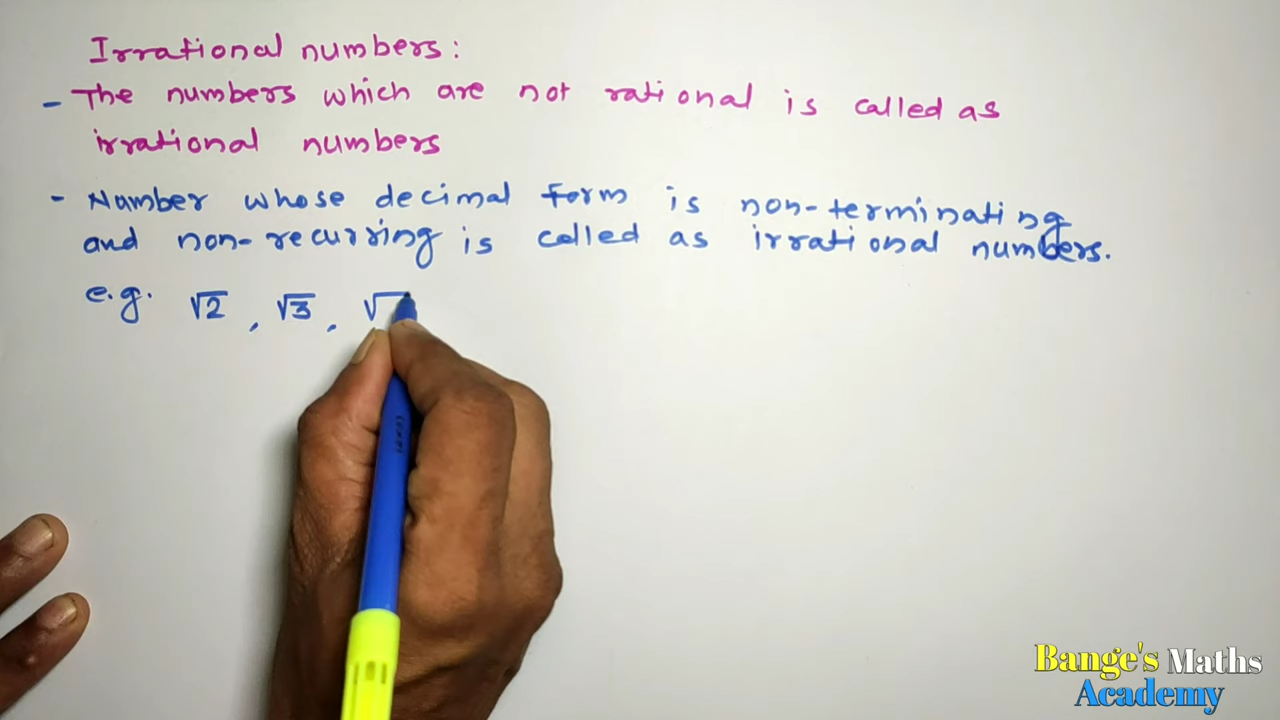 Irrational numbers:
- The numbers which are not rational is called as
irrational numbers
- Number whose decimal form is non-terminating
and non-recurring is called as irrational numbers.
e.g. √2 , √3 , √
Bange's Maths
Academy